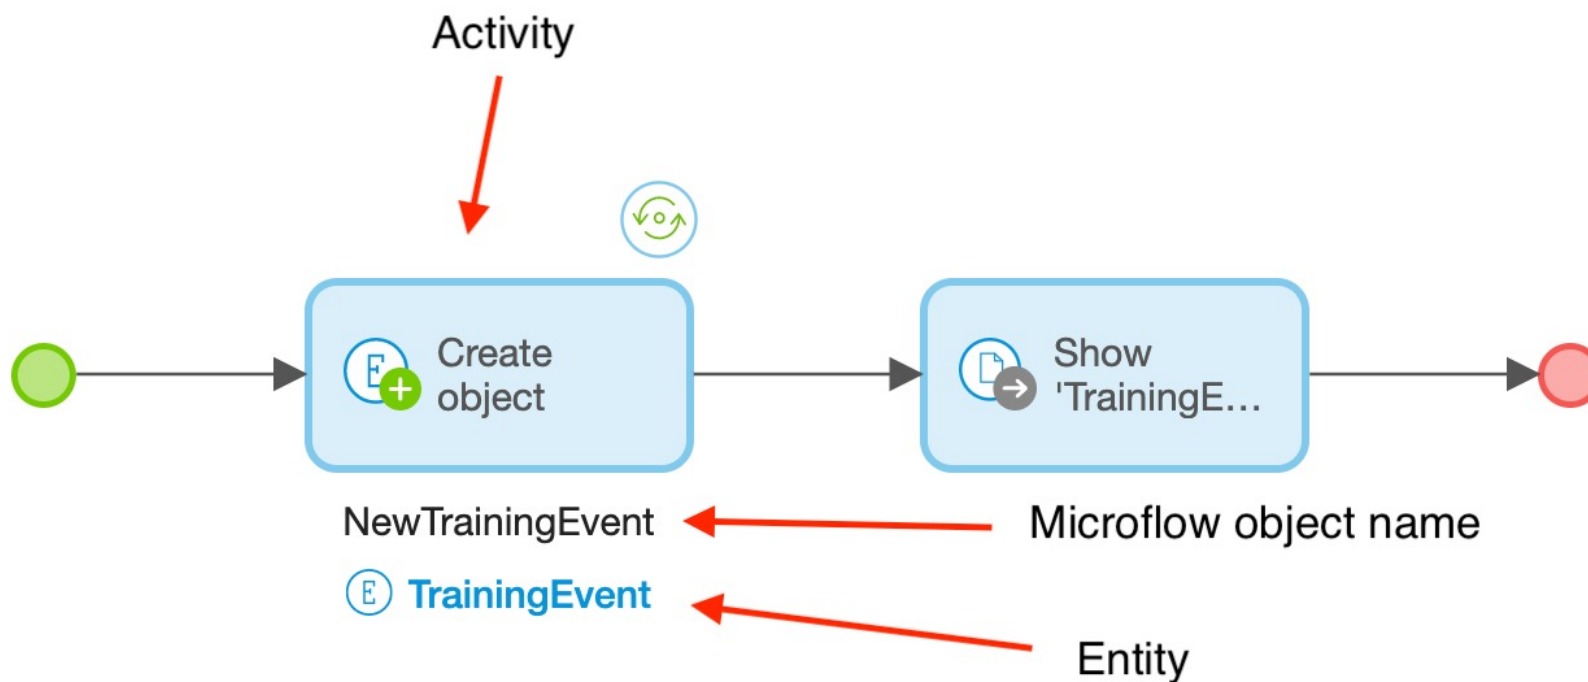 Activity
Create
object
Show
'TrainingE...
NewTrainingEvent
Microflow object name
E TrainingEvent
Entity